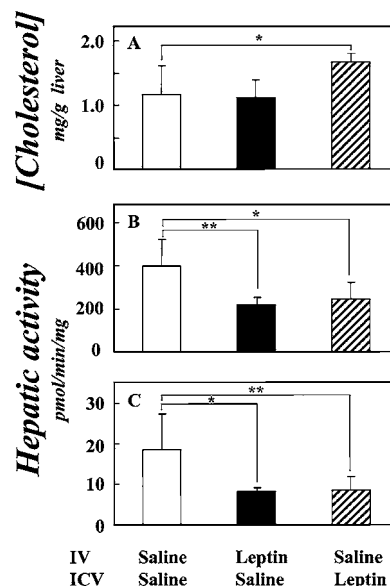 [Cholesterol]
mg/g liver
A
*
2.0
1.0
0
Hepatic activity
pmol/min/mg
B
*
**
600
400
200
0
C
**
*
30
20
10
0
IV Saline Leptin Saline
ICV Saline Saline Leptin